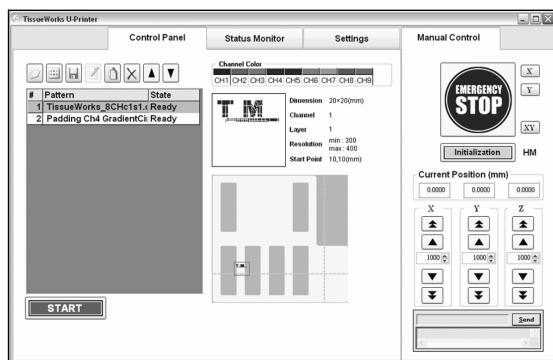 TissueWorks U-Printer
Control Panel
Status Monitor
Settings
Manual Control
# Pattern State
1 TissueWorks_8CHc1s1.c Ready
2 Padding Ch4 GradientCi Ready
START
Channel Color
CH1 CH2 CH3 CH4 CH5 CH6 CH7 CH8 CH9
T M
Dimension 20×20(mm)
Channel 1
Layer 1
Resolution min : 300
max : 400
Start Point 10,10(mm)
T.M.
EMERGENCY
STOP
X
Y
XY
Initialization HM
Current Position (mm)
0.0000 0.0000 0.0000
X Y Z
1000 1000 1000
Send